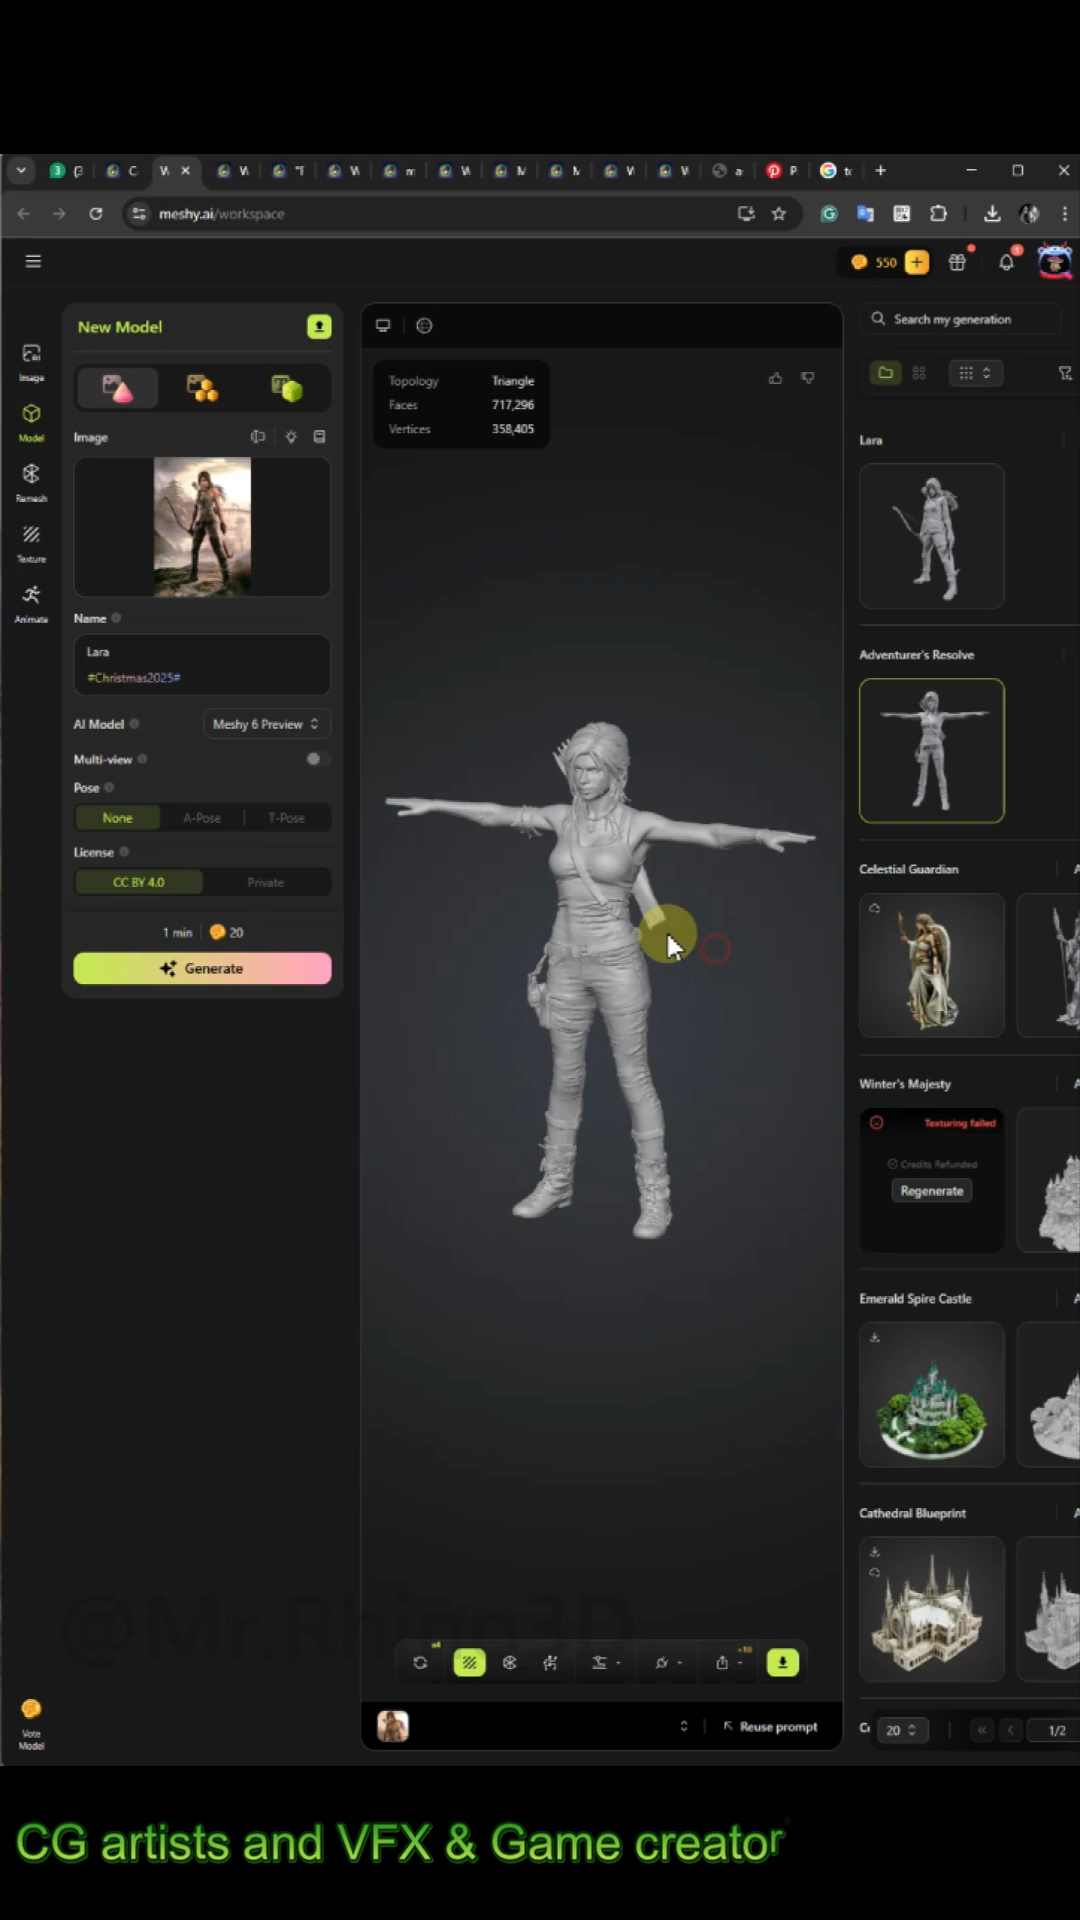 meshy.ai/workspace
550
New Model
Search my generation
Image
Model
Remesh
Texture
Animate
Image
Topology Triangle
Faces 717,296
Vertices 358,405
Name
Lara
#Christmas2025#
AI Model Meshy 6 Preview
Multi-view
Pose
None A-Pose T-Pose
License
CC BY 4.0 Private
1 min 20
Generate
Lara
Adventurer's Resolve
Celestial Guardian
Winter's Majesty
Texturing failed
Credits Refunded
Regenerate
Emerald Spire Castle
Cathedral Blueprint
@Mr.Rhino3D
Reuse prompt
20
1/2
Vote
Model
CG artists and VFX & Game creator